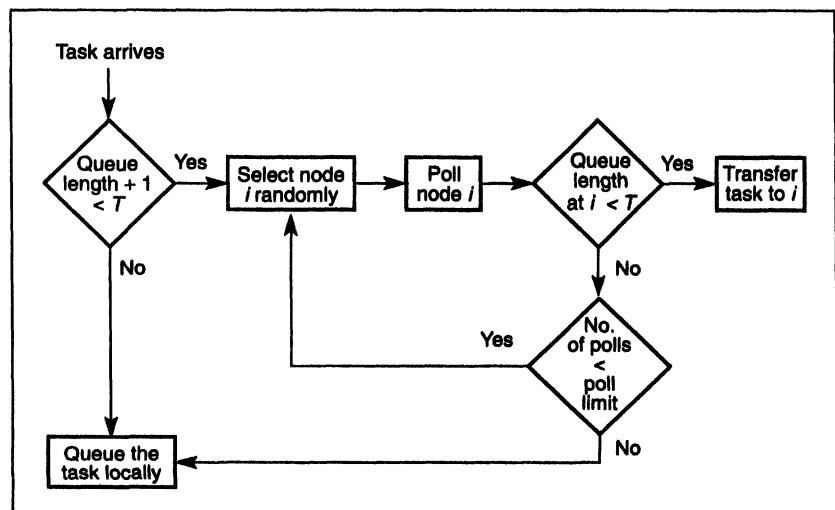 Task arrives
Queue
length + 1
< T
Yes
Select node
i randomly
Poll
node i
Queue
length
at i < T
Yes
Transfer
task to i
No
No
Yes
No.
of polls
<
poll
limit
No
Queue the
task locally